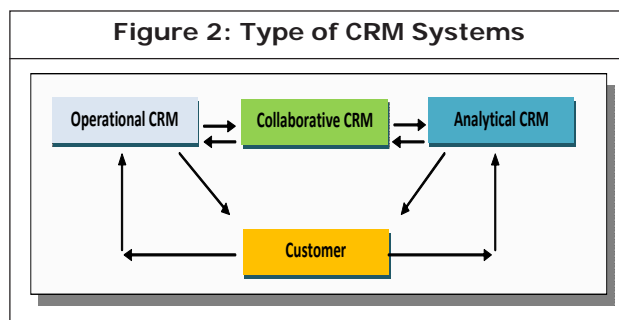 Figure 2: Type of CRM Systems
Operational CRM
Collaborative CRM
Analytical CRM
Customer